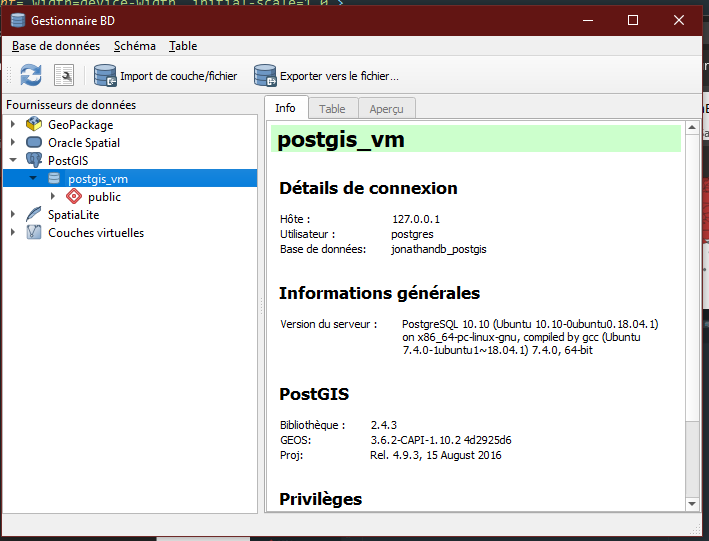 nt= width=device-width, initial-scale=1.0 >
Gestionnaire BD
Base de données Schéma Table
Import de couche/fichier Exporter vers le fichier...
Fournisseurs de données
GeoPackage
Oracle Spatial
PostGIS
postgis_vm
public
SpatiaLite
Couches virtuelles
Info Table Aperçu
postgis_vm
Détails de connexion
Hôte : 127.0.0.1
Utilisateur : postgres
Base de données: jonathandb_postgis
Informations générales
Version du serveur : PostgreSQL 10.10 (Ubuntu 10.10-0ubuntu0.18.04.1)
on x86_64-pc-linux-gnu, compiled by gcc (Ubuntu
7.4.0-1ubuntu1~18.04.1) 7.4.0, 64-bit
PostGIS
Bibliothèque : 2.4.3
GEOS: 3.6.2-CAPI-1.10.2 4d2925d6
Proj: Rel. 4.9.3, 15 August 2016
Privilèges